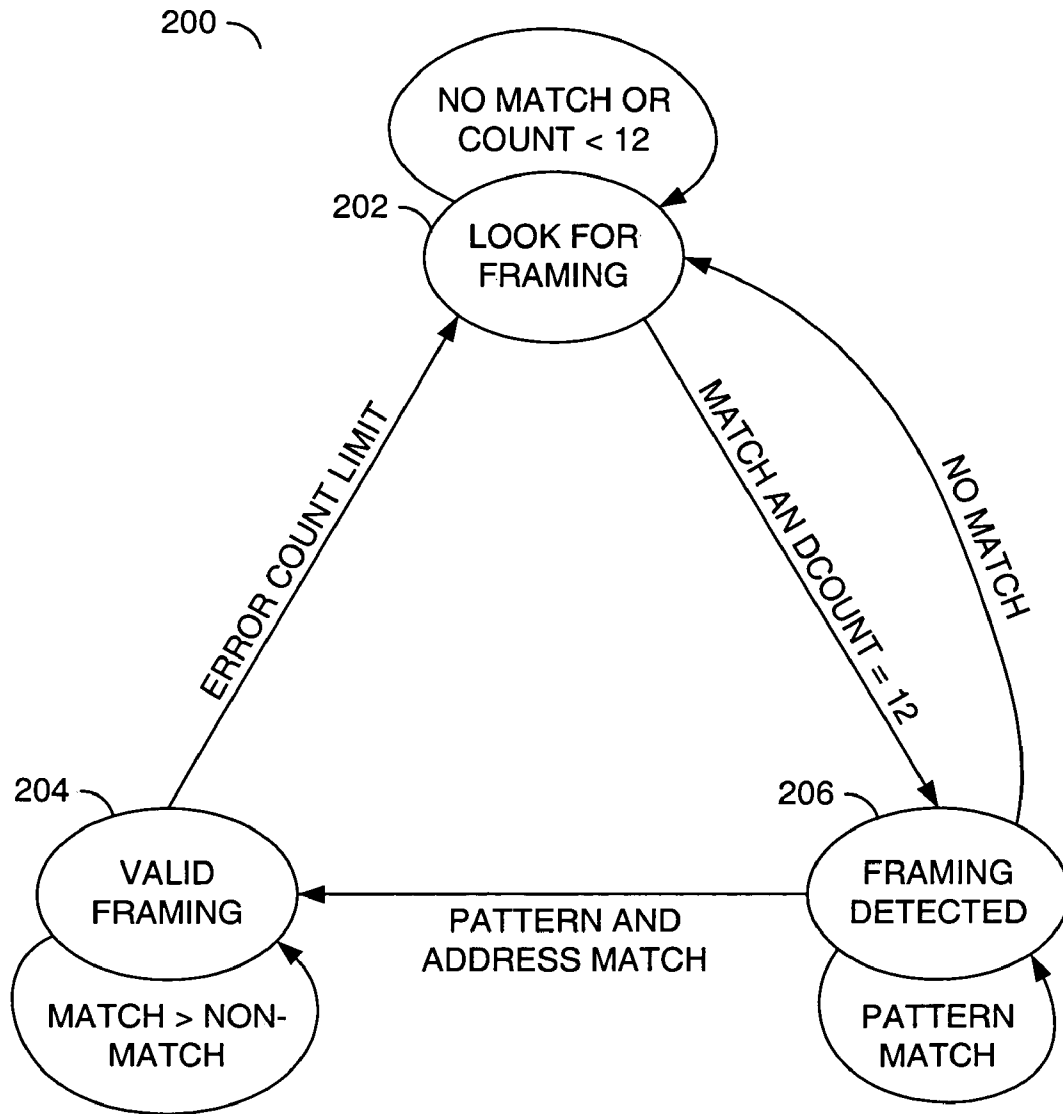 200
NO MATCH OR
COUNT < 12
202
LOOK FOR
FRAMING
ERROR COUNT LIMIT
MATCH AN DCOUNT = 12
NO MATCH
204
VALID
FRAMING
MATCH > NON-
MATCH
PATTERN AND
ADDRESS MATCH
206
FRAMING
DETECTED
PATTERN
MATCH